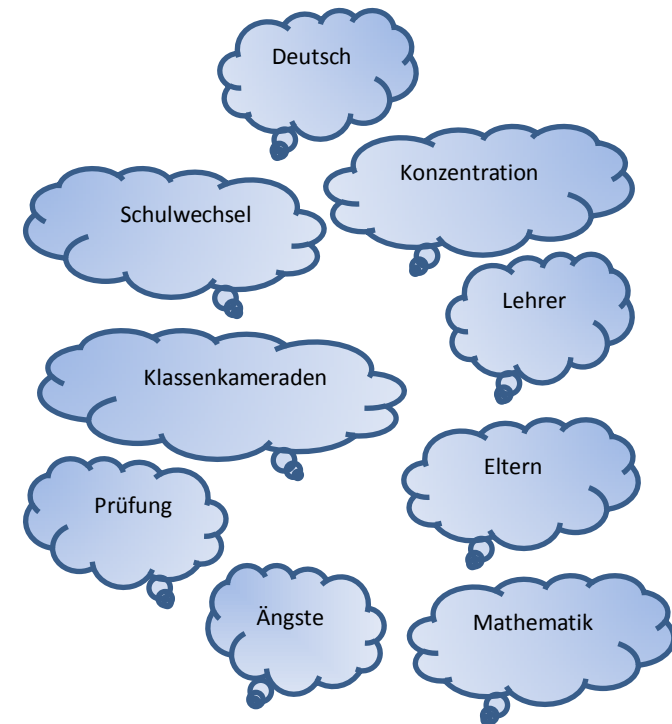 Deutsch
Konzentration
Schulwechsel
Lehrer
Klassenkameraden
Eltern
Prüfung
Ängste
Mathematik